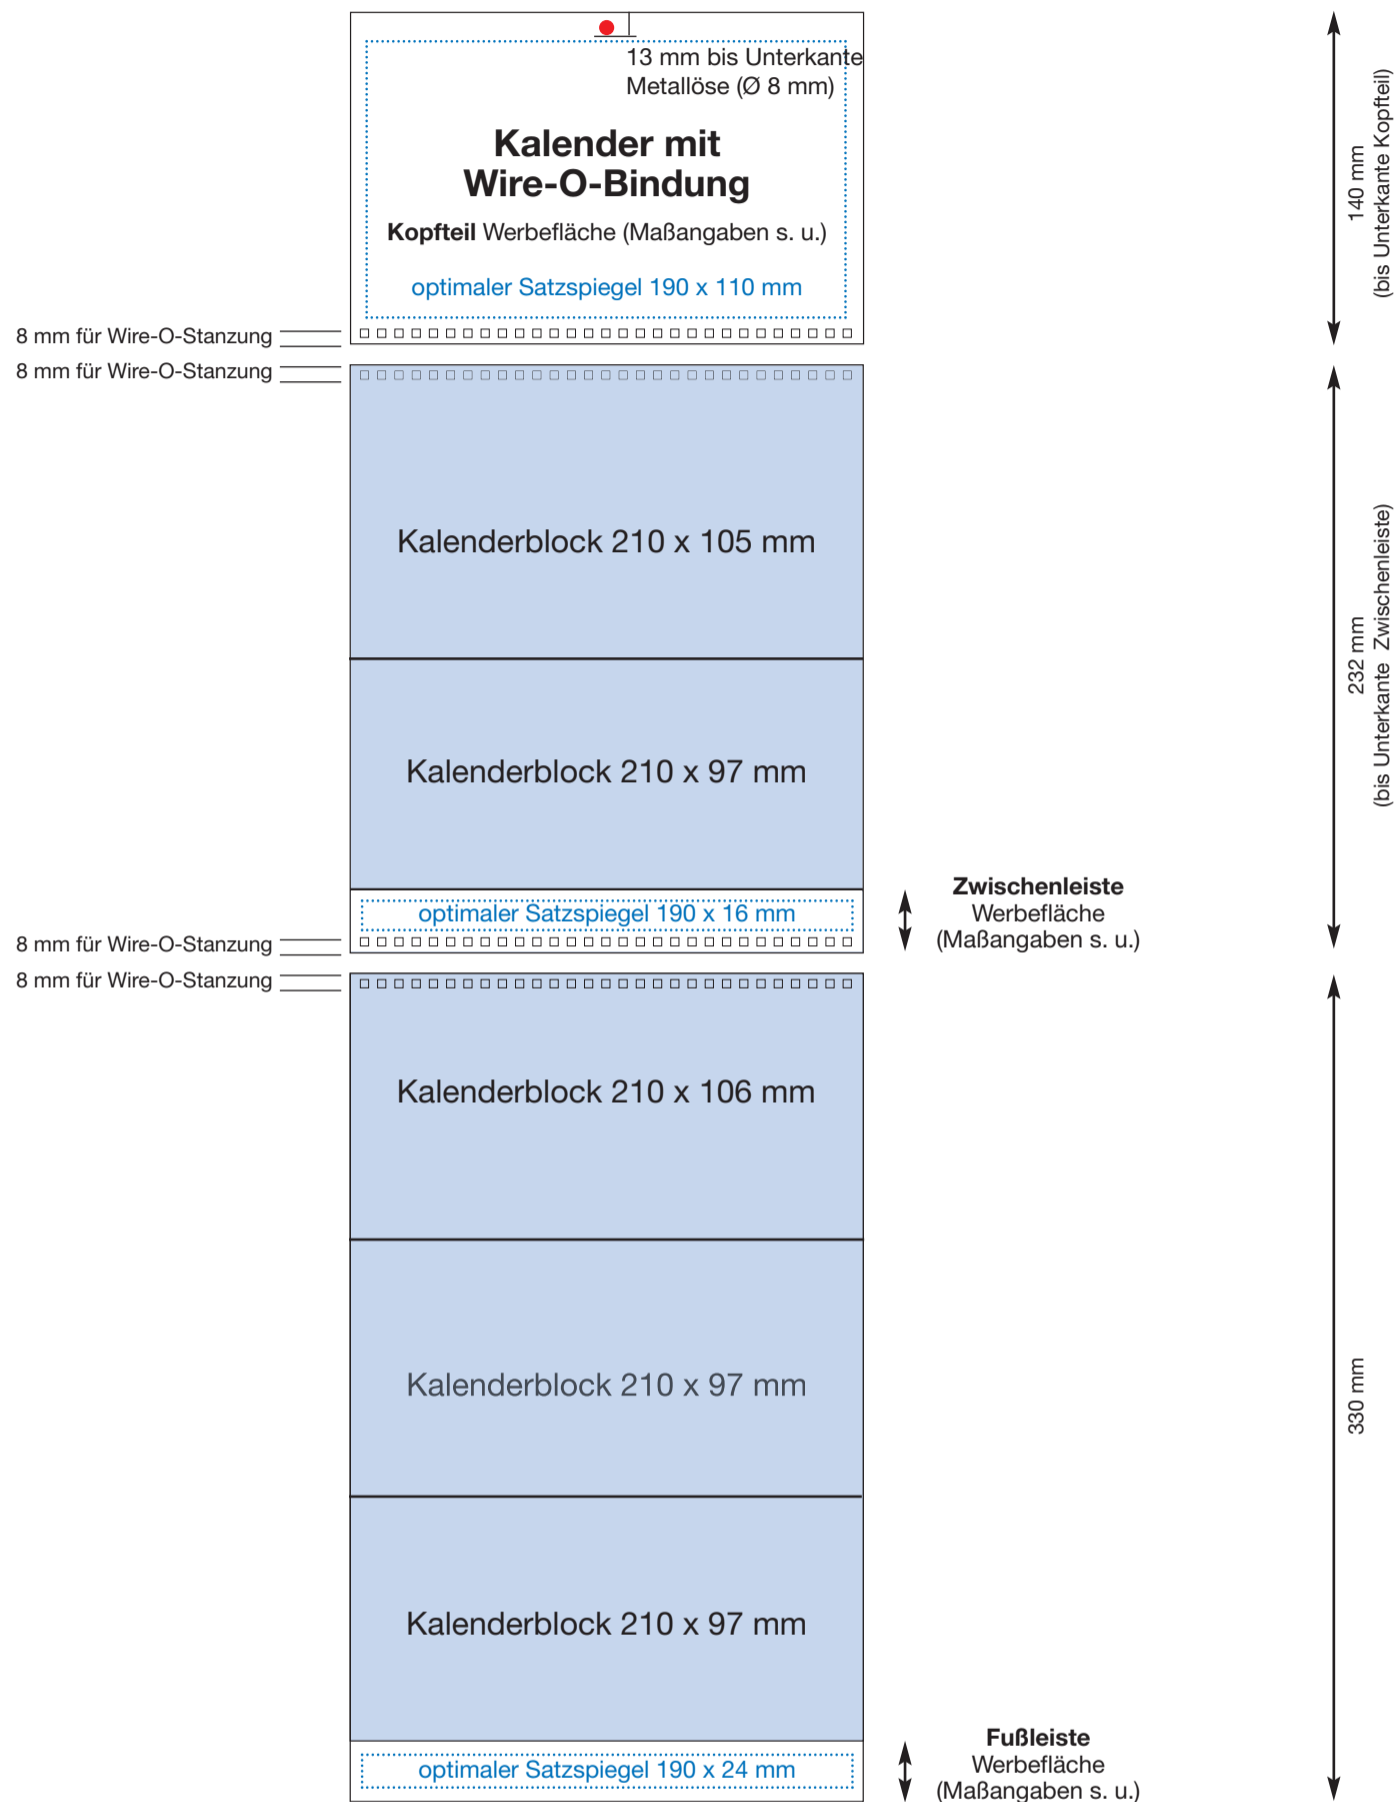 13 mm bis Unterkante
Metallöse (Ø 8 mm)
Kalender mit
Wire-O-Bindung
Kopfteil Werbefläche (Maßangaben s. u.)
optimaler Satzspiegel 190 x 110 mm
140 mm
(bis Unterkante Kopfteil)
8 mm für Wire-O-Stanzung
8 mm für Wire-O-Stanzung
Kalenderblock 210 x 105 mm
232 mm
(bis Unterkante Zwischenleiste)
Kalenderblock 210 x 97 mm
Zwischenleiste
Werbefläche
(Maßangaben s. u.)
optimaler Satzspiegel 190 x 16 mm
8 mm für Wire-O-Stanzung
8 mm für Wire-O-Stanzung
Kalenderblock 210 x 106 mm
Kalenderblock 210 x 97 mm
330 mm
Kalenderblock 210 x 97 mm
Fußleiste
Werbefläche
(Maßangaben s. u.)
optimaler Satzspiegel 190 x 24 mm